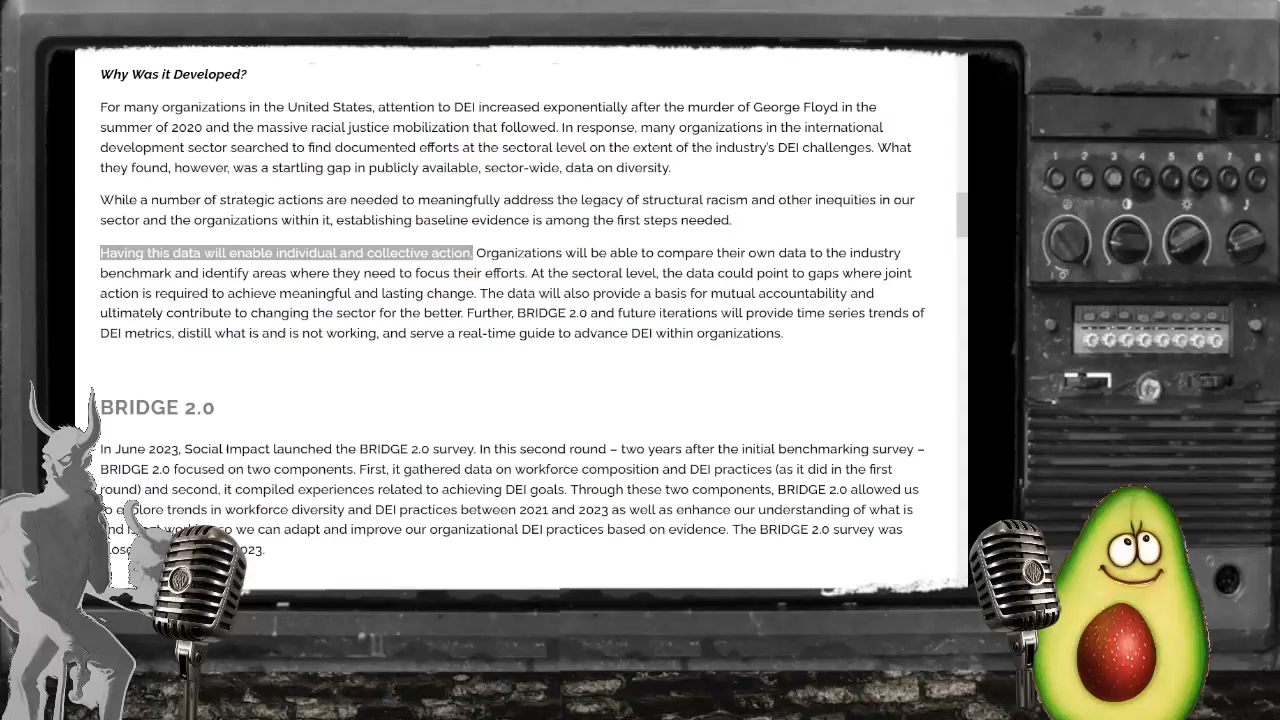 Why Was it Developed?
For many organizations in the United States, attention to DEI increased exponentially after the murder of George Floyd in the
summer of 2020 and the massive racial justice mobilization that followed. In response, many organizations in the international
development sector searched to find documented efforts at the sectoral level on the extent of the industry's DEI challenges. What
they found, however, was a startling gap in publicly available, sector-wide, data on diversity.
While a number of strategic actions are needed to meaningfully address the legacy of structural racism and other inequities in our
sector and the organizations within it, establishing baseline evidence is among the first steps needed.
Having this data will enable individual and collective action. Organizations will be able to compare their own data to the industry
benchmark and identify areas where they need to focus their efforts. At the sectoral level, the data could point to gaps where joint
action is required to achieve meaningful and lasting change. The data will also provide a basis for mutual accountability and
ultimately contribute to changing the sector for the better. Further, BRIDGE 2.0 and future iterations will provide time series trends of
DEI metrics, distill what is and is not working, and serve a real-time guide to advance DEI within organizations.
BRIDGE 2.0
In June 2023, Social Impact launched the BRIDGE 2.0 survey. In this second round – two years after the initial benchmarking survey –
BRIDGE 2.0 focused on two components. First, it gathered data on workforce composition and DEI practices (as it did in the first
round) and second, it compiled experiences related to achieving DEI goals. Through these two components, BRIDGE 2.0 allowed us
explore trends in workforce diversity and DEI practices between 2021 and 2023 as well as enhance our understanding of what is
so we can adapt and improve our organizational DEI practices based on evidence. The BRIDGE 2.0 survey was
023.
1 2 3 4 5 6 7 8